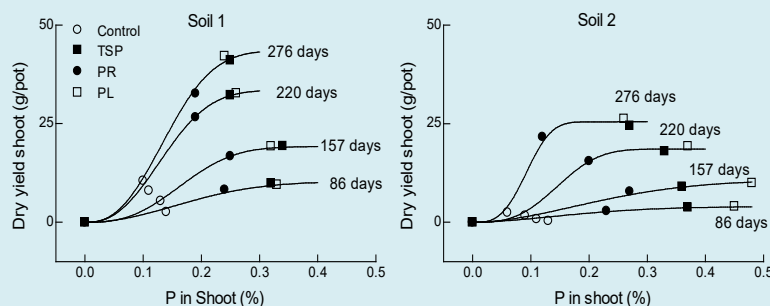 Soil 1
50
25
0
Dry yield shoot (g/pot)
Control
TSP
PR
PL
276 days
220 days
157 days
86 days
0.0 0.1 0.2 0.3 0.4 0.5
P in Shoot (%)
Soil 2
50
25
0
Dry yield shoot (g/pot)
276 days
220 days
157 days
86 days
0.0 0.1 0.2 0.3 0.4 0.5
P in shoot (%)